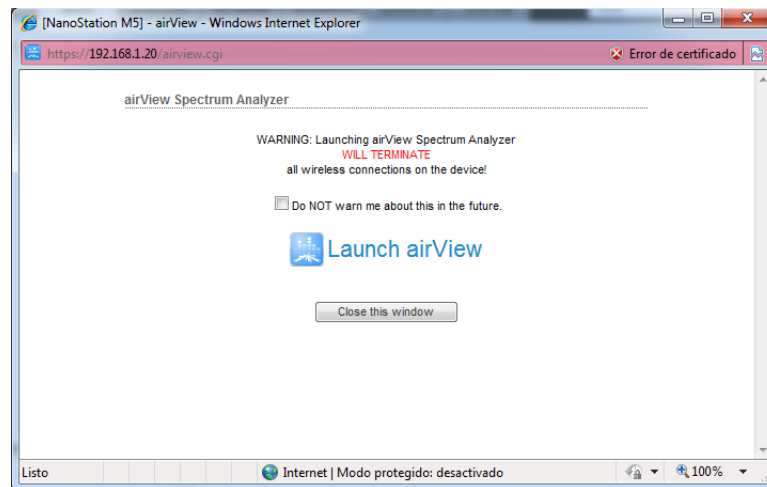 [NanoStation M5] - airView - Windows Internet Explorer
https://192.168.1.20/airview.cgi
Error de certificado
airView Spectrum Analyzer
WARNING: Launching airView Spectrum Analyzer
WILL TERMINATE
all wireless connections on the device!
Do NOT warn me about this in the future.
Launch airView
Close this window
Listo
Internet | Modo protegido: desactivado
100%